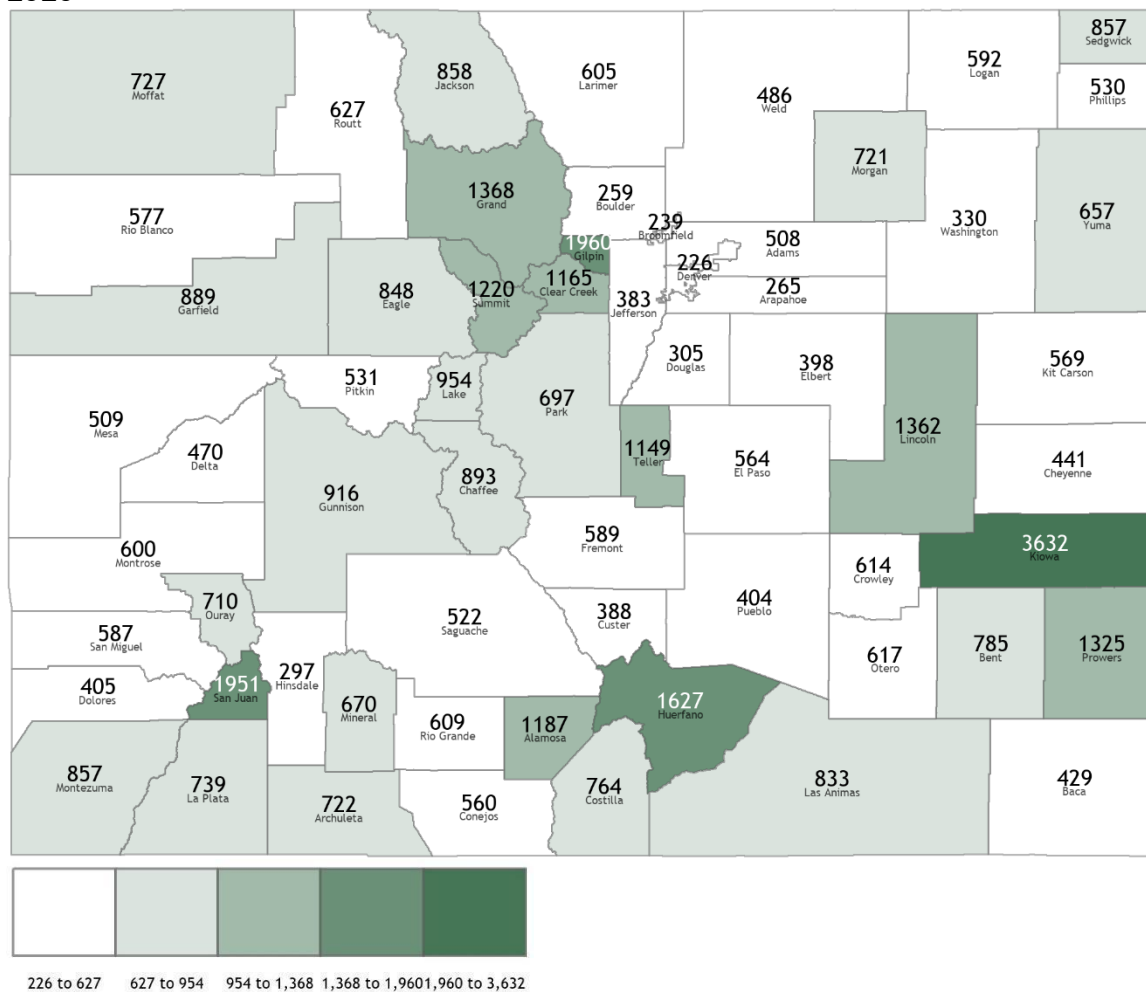 857
Sedgwick
727
Moffat
858
Jackson
605
Larimer
592
Logan
627
Routt
486
Weld
530
Phillips
721
Morgan
1368
Grand
259
Boulder
577
Rio Blanco
330
Washington
657
Yuma
239
Broomfield
1960
Gilpin
508
Adams
226
Denver
1165
Clear Creek
265
Arapahoe
889
Garfield
848
Eagle
1220
Summit
383
Jefferson
305
Douglas
398
Elbert
569
Kit Carson
531
Pitkin
954
Lake
697
Park
509
Mesa
1362
Lincoln
470
Delta
1149
Teller
564
El Paso
441
Cheyenne
893
Chaffee
916
Gunnison
589
Fremont
3632
Kiowa
600
Montrose
614
Crowley
710
Ouray
404
Pueblo
522
Saguache
388
Custer
587
San Miguel
297
Hinsdale
617
Otero
785
Bent
1325
Prowers
405
Dolores
1951
San Juan
670
Mineral
1627
Huerfano
609
Rio Grande
1187
Alamosa
857
Montezuma
739
La Plata
722
Archuleta
560
Conejos
764
Costilla
833
Las Animas
429
Baca
226 to 627 627 to 954 954 to 1,368 1,368 to 1,960 1,960 to 3,632